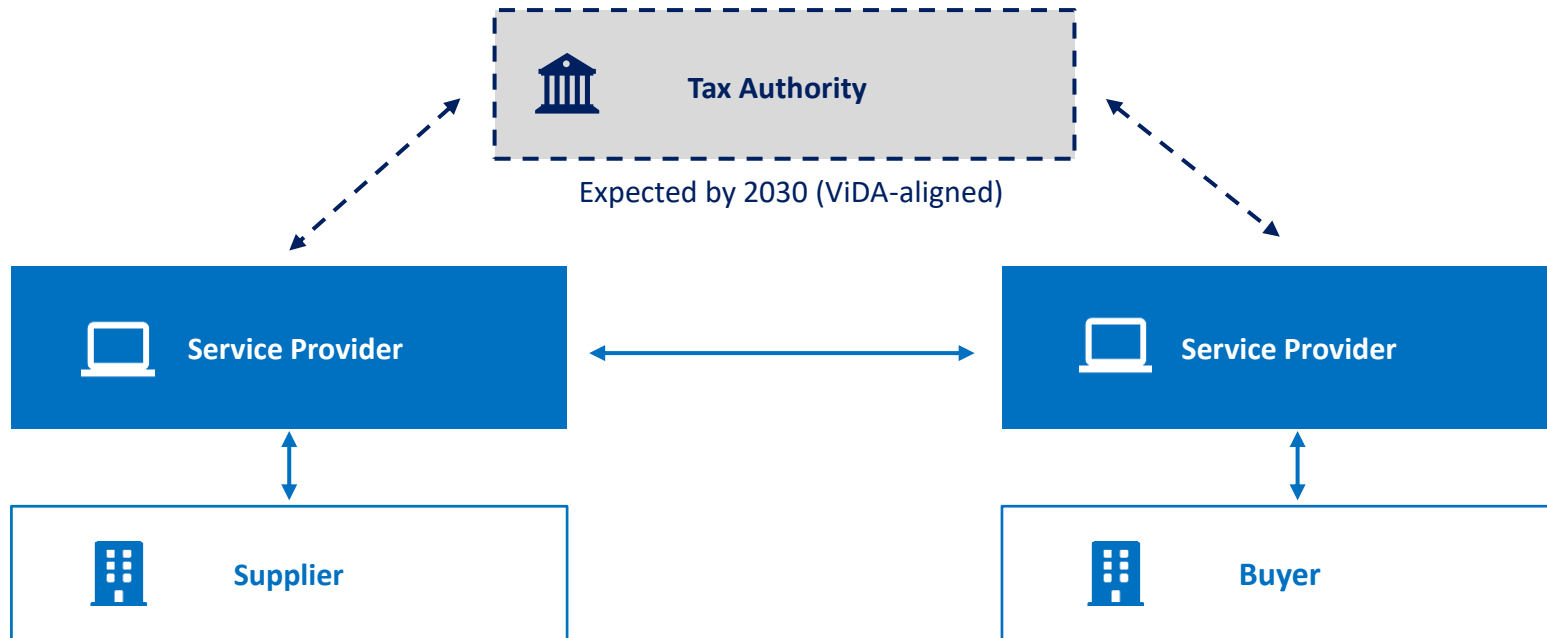 Tax Authority
Expected by 2030 (ViDA-aligned)
Service Provider
Service Provider
Supplier
Buyer